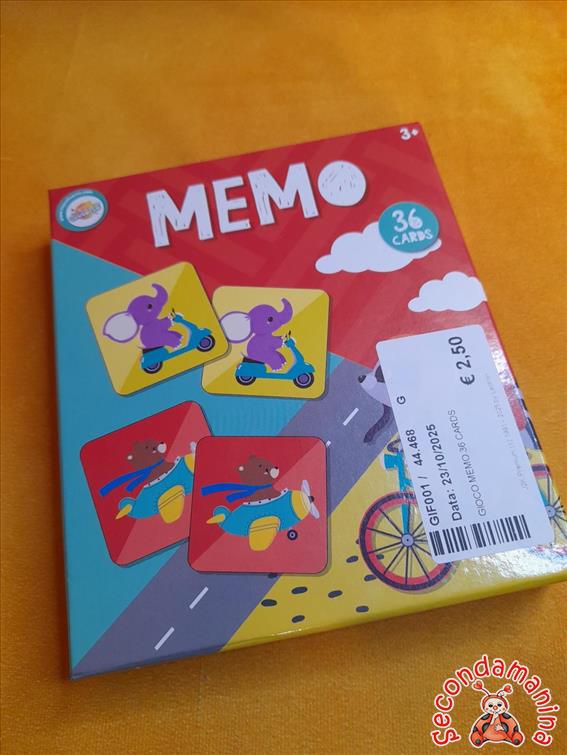 3+
MEMO
36
CARDS
€ 2,50
G
GIF001 / 44.468
Data: 23/10/2025
GIOCO MEMO 36 CARDS
Secondamanina